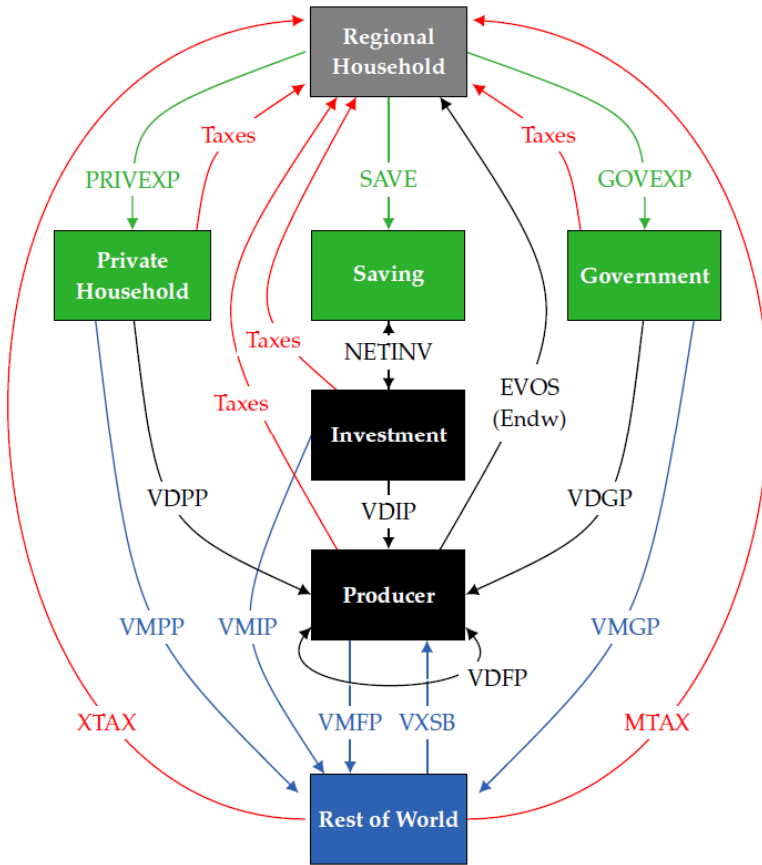 Regional
Household
Taxes
Taxes
PRIVEXP
SAVE
GOVEXP
Private
Household
Saving
Government
Taxes
NETINV
Taxes
EVOS
(Endw)
Investment
VDPP
VDIP
VDGP
Producer
VMPP
VMIP
VMGP
VDFP
XTAX
VMFP
VXSB
MTAX
Rest of World